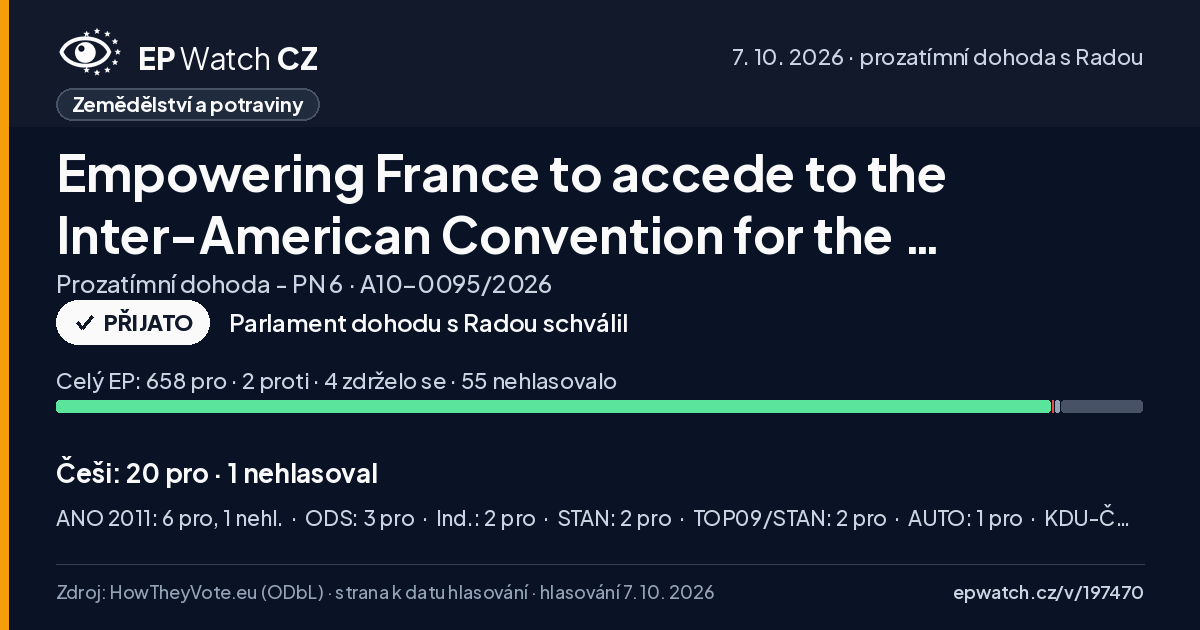 EP Watch CZ
7. 10. 2026 · prozatímní dohoda s Radou
Zemědělství a potraviny
Empowering France to accede to the
Inter-American Convention for the …
Prozatímní dohoda - PN 6 · A10-0095/2026
✓ PŘIJATO Parlament dohodu s Radou schválil
Celý EP: 658 pro · 2 proti · 4 zdrželo se · 55 nehlasovalo
Češi: 20 pro · 1 nehlasoval
ANO 2011: 6 pro, 1 nehl. · ODS: 3 pro · Ind.: 2 pro · STAN: 2 pro · TOP09/STAN: 2 pro · AUTO: 1 pro · KDU-Č…
Zdroj: HowTheyVote.eu (ODbL) · strana k datu hlasování · hlasování 7. 10. 2026
epwatch.cz/v/197470